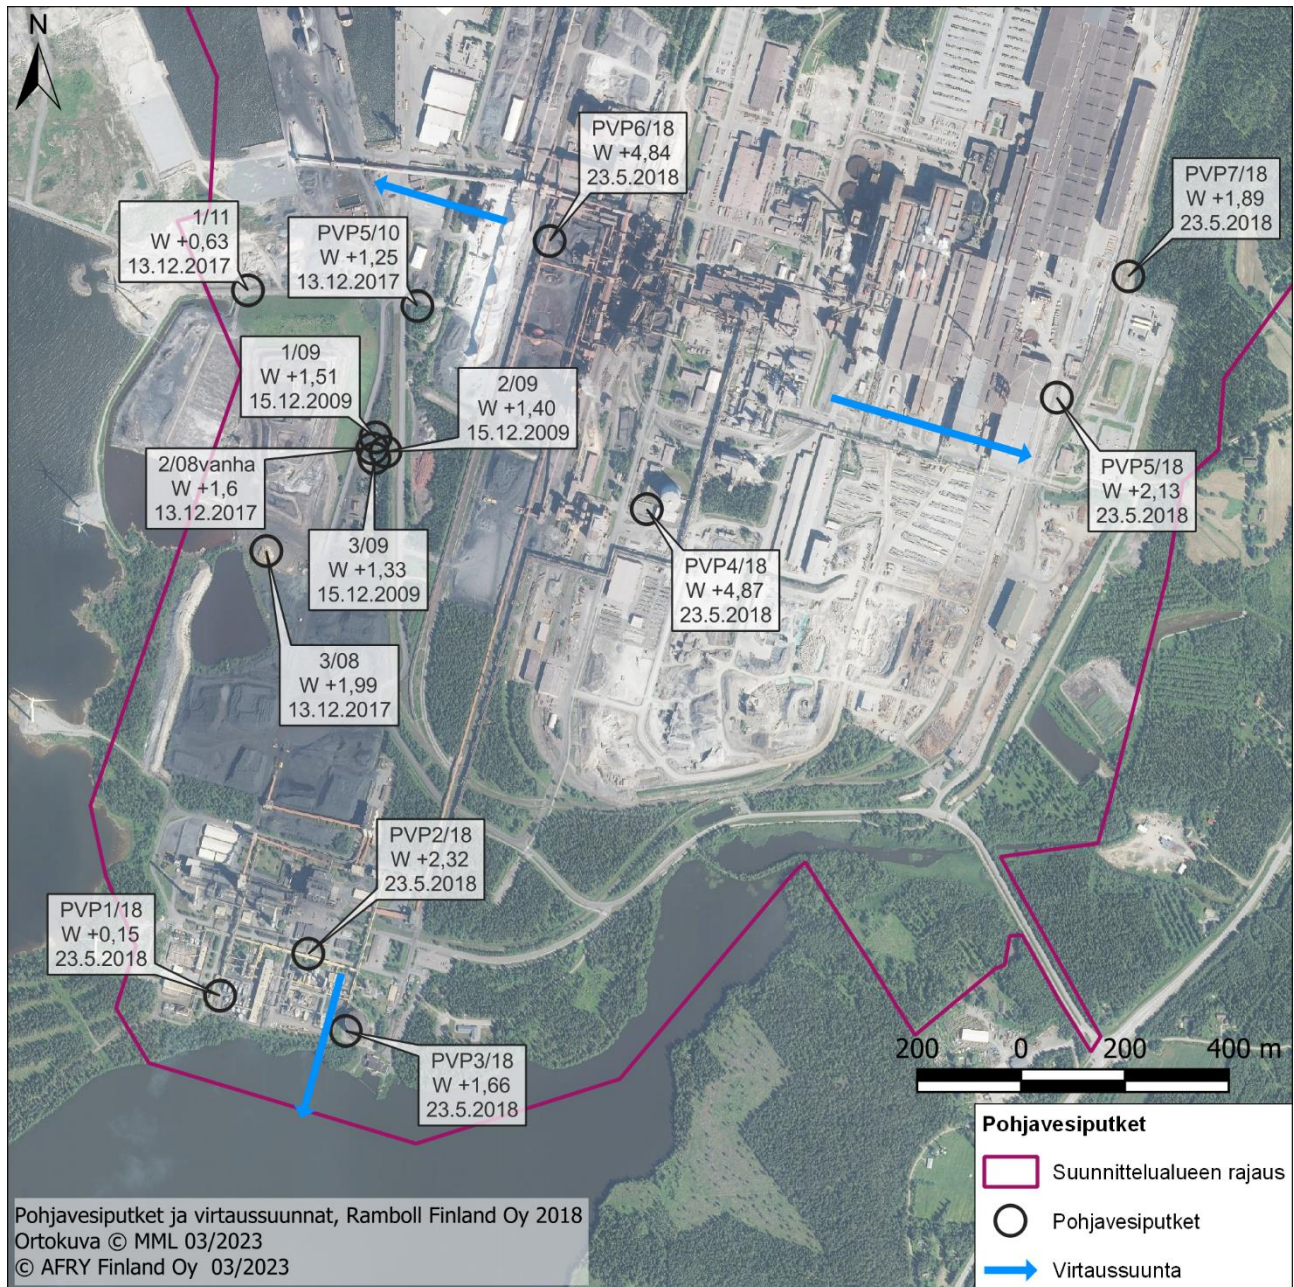 N
PVP6/18
W +4,84
23.5.2018
PVP7/18
W +1,89
23.5.2018
1/11
W +0,63
13.12.2017
PVP5/10
W +1,25
13.12.2017
1/09
W +1,51
15.12.2009
2/09
W +1,40
15.12.2009
2/08vanha
W +1,6
13.12.2017
PVP5/18
W +2,13
23.5.2018
3/09
W +1,33
15.12.2009
PVP4/18
W +4,87
23.5.2018
3/08
W +1,99
13.12.2017
PVP2/18
W +2,32
23.5.2018
PVP1/18
W +0,15
23.5.2018
PVP3/18
W +1,66
23.5.2018
200 0 200 400 m
Pohjavesiputket
Suunnittelualueen rajaus
Pohjavesiputket
Virtaussuunta
Pohjavesiputket ja virtaussuunnat, Ramboll Finland Oy 2018
Ortokuva © MML 03/2023
© AFRY Finland Oy 03/2023